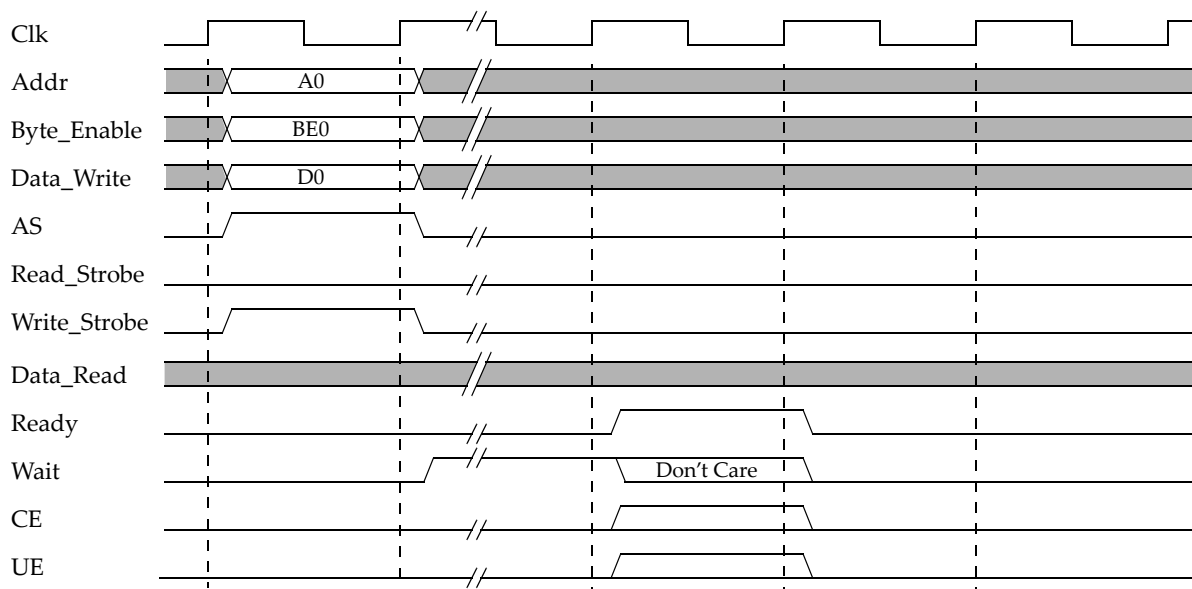 Clk
Addr A0
Byte_Enable BE0
Data_Write D0
AS
Read_Strobe
Write_Strobe
Data_Read
Ready
Wait Don't Care
CE
UE